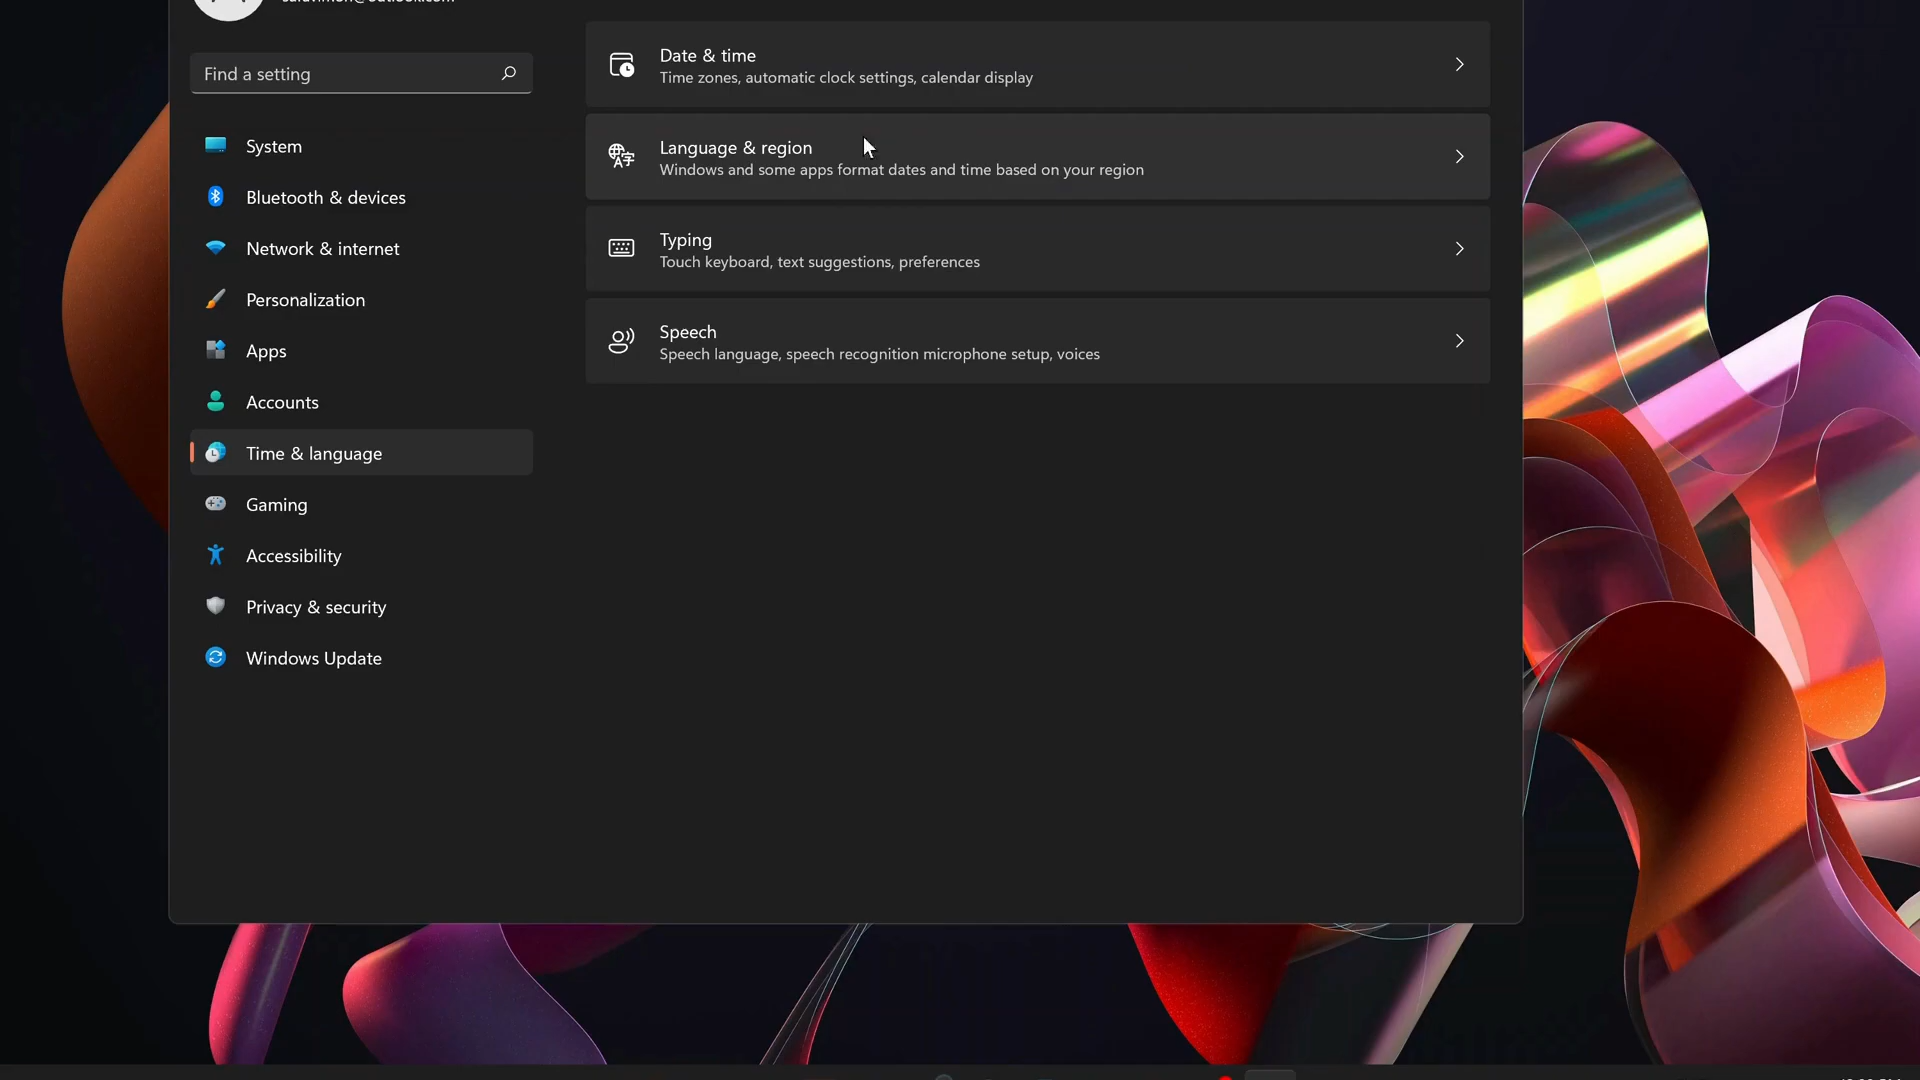 Find a setting
System
Bluetooth & devices
Network & internet
Personalization
Apps
Accounts
Time & language
Gaming
Accessibility
Privacy & security
Windows Update
Date & time
Time zones, automatic clock settings, calendar display
Language & region
Windows and some apps format dates and time based on your region
Typing
Touch keyboard, text suggestions, preferences
Speech
Speech language, speech recognition microphone setup, voices